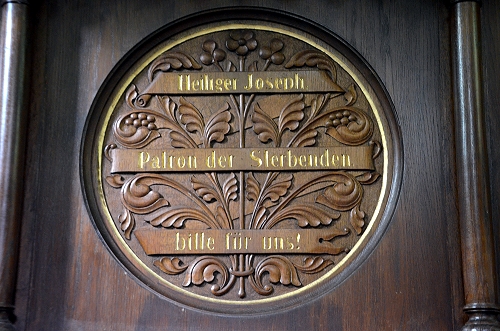 Heiliger Joseph
Patron der Sterbenden
bitte für uns!